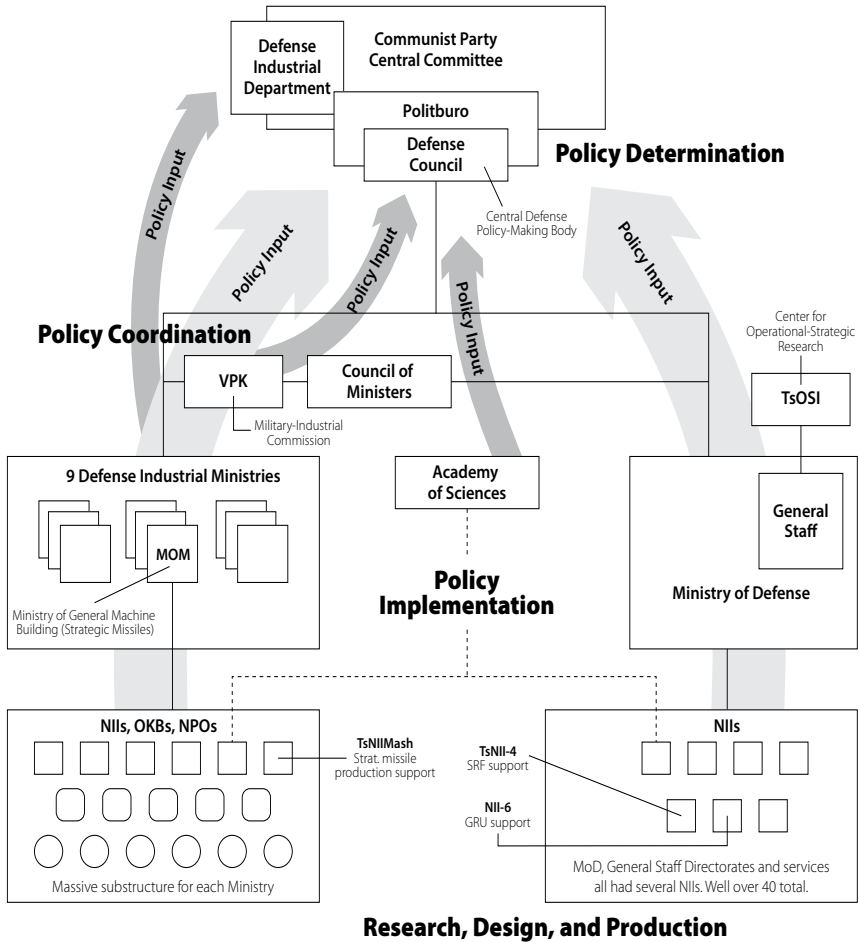 Defense
Industrial
Department
Communist Party
Central Committee
Politburo
Defense
Council
Policy Determination
Central Defense
Policy-Making Body
Policy Input
Policy Input
Policy Input
Policy Input
Policy Input
Policy Coordination
Center for
Operational-Strategic
Research
VPK
Council of
Ministers
TsOSI
Military-Industrial
Commission
9 Defense Industrial Ministries
Academy
of Sciences
General
Staff
MOM
Policy
Implementation
Ministry of Defense
Ministry of General Machine
Building (Strategic Missiles)
NIIs, OKBs, NPOs
NIIs
TsNIIMash
Strat. missile
production support
TsNII-4
SRF support
NII-6
GRU support
Massive substructure for each Ministry
MoD, General Staff Directorates and services
all had several NIIs. Well over 40 total.
Research, Design, and Production